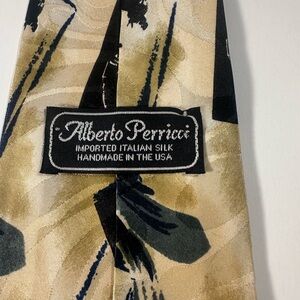 Alberto Perricci
IMPORTED ITALIAN SILK
HANDMADE IN THE USA